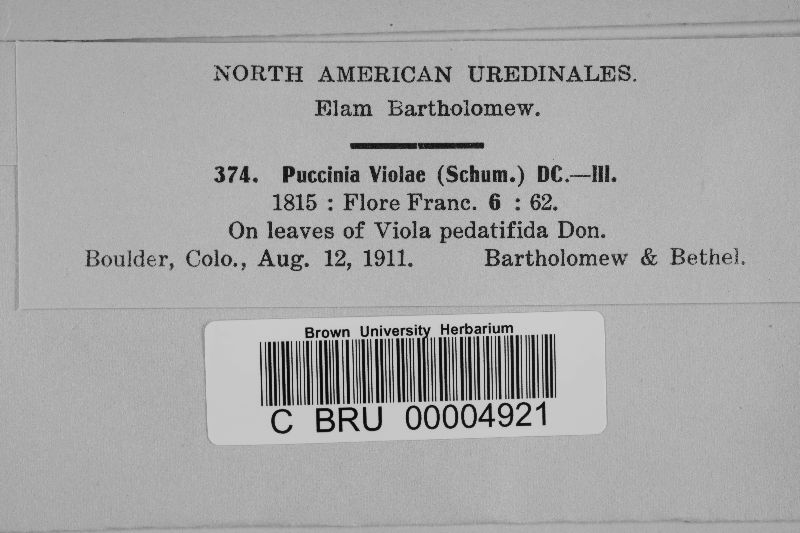 NORTH AMERICAN UREDINALES.
Elam Bartholomew.
374. Puccinia Violae (Schum.) DC.—III.
1815 : Flore Franc. 6 : 62.
On leaves of Viola pedatifida Don.
Boulder, Colo., Aug. 12, 1911. Bartholomew & Bethel.
Brown University Herbarium
C BRU 00004921